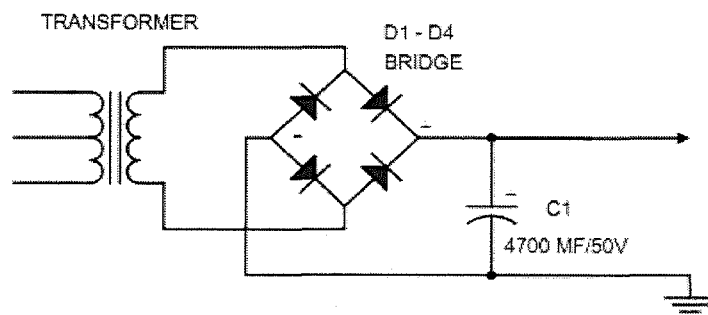 TRANSFORMER
D1 - D4
BRIDGE
-
+
+
C1
4700 MF/50V